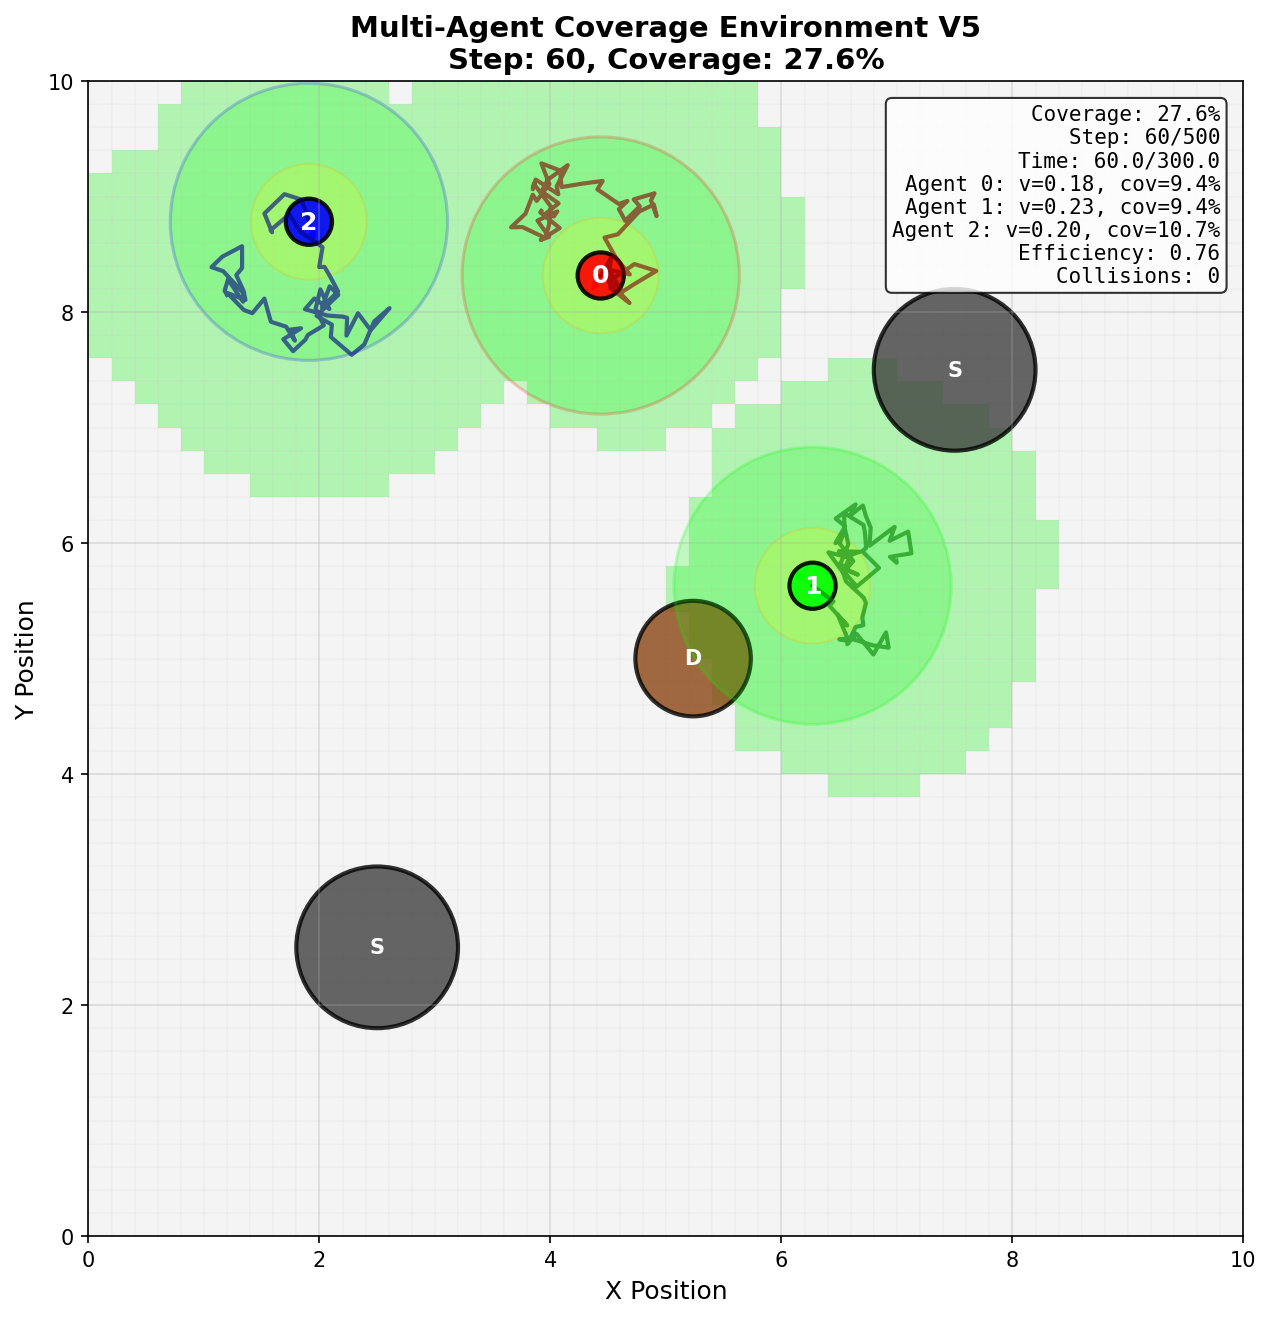 Multi-Agent Coverage Environment V5
Step: 60, Coverage: 27.6%
Coverage: 27.6%
Step: 60/500
Time: 60.0/300.0
Agent 0: v=0.18, cov=9.4%
Agent 1: v=0.23, cov=9.4%
Agent 2: v=0.20, cov=10.7%
Efficiency: 0.76
Collisions: 0
10
8
6
4
2
0
Y Position
2
0
S
1
D
S
0
2
4
6
8
10
X Position